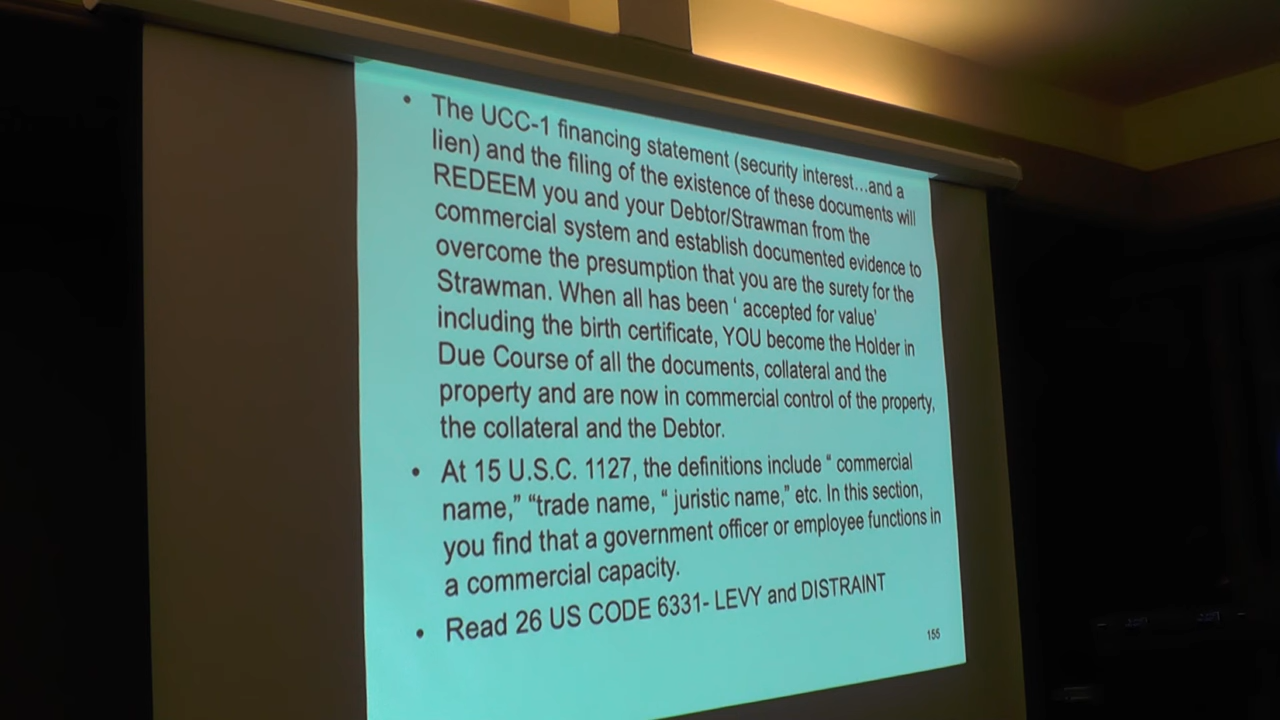 • The UCC-1 financing statement (security interest...and a
lien) and the filing of the existence of these documents will
REDEEM you and your Debtor/Strawman from the
commercial system and establish documented evidence to
overcome the presumption that you are the surety for the
Strawman. When all has been ‘ accepted for value’
including the birth certificate, YOU become the Holder in
Due Course of all the documents, collateral and the
property and are now in commercial control of the property,
the collateral and the Debtor.
• At 15 U.S.C. 1127, the definitions include “ commercial
name,” “trade name, “ juristic name,” etc. In this section,
you find that a government officer or employee functions in
a commercial capacity.
• Read 26 US CODE 6331- LEVY and DISTRAINT
155